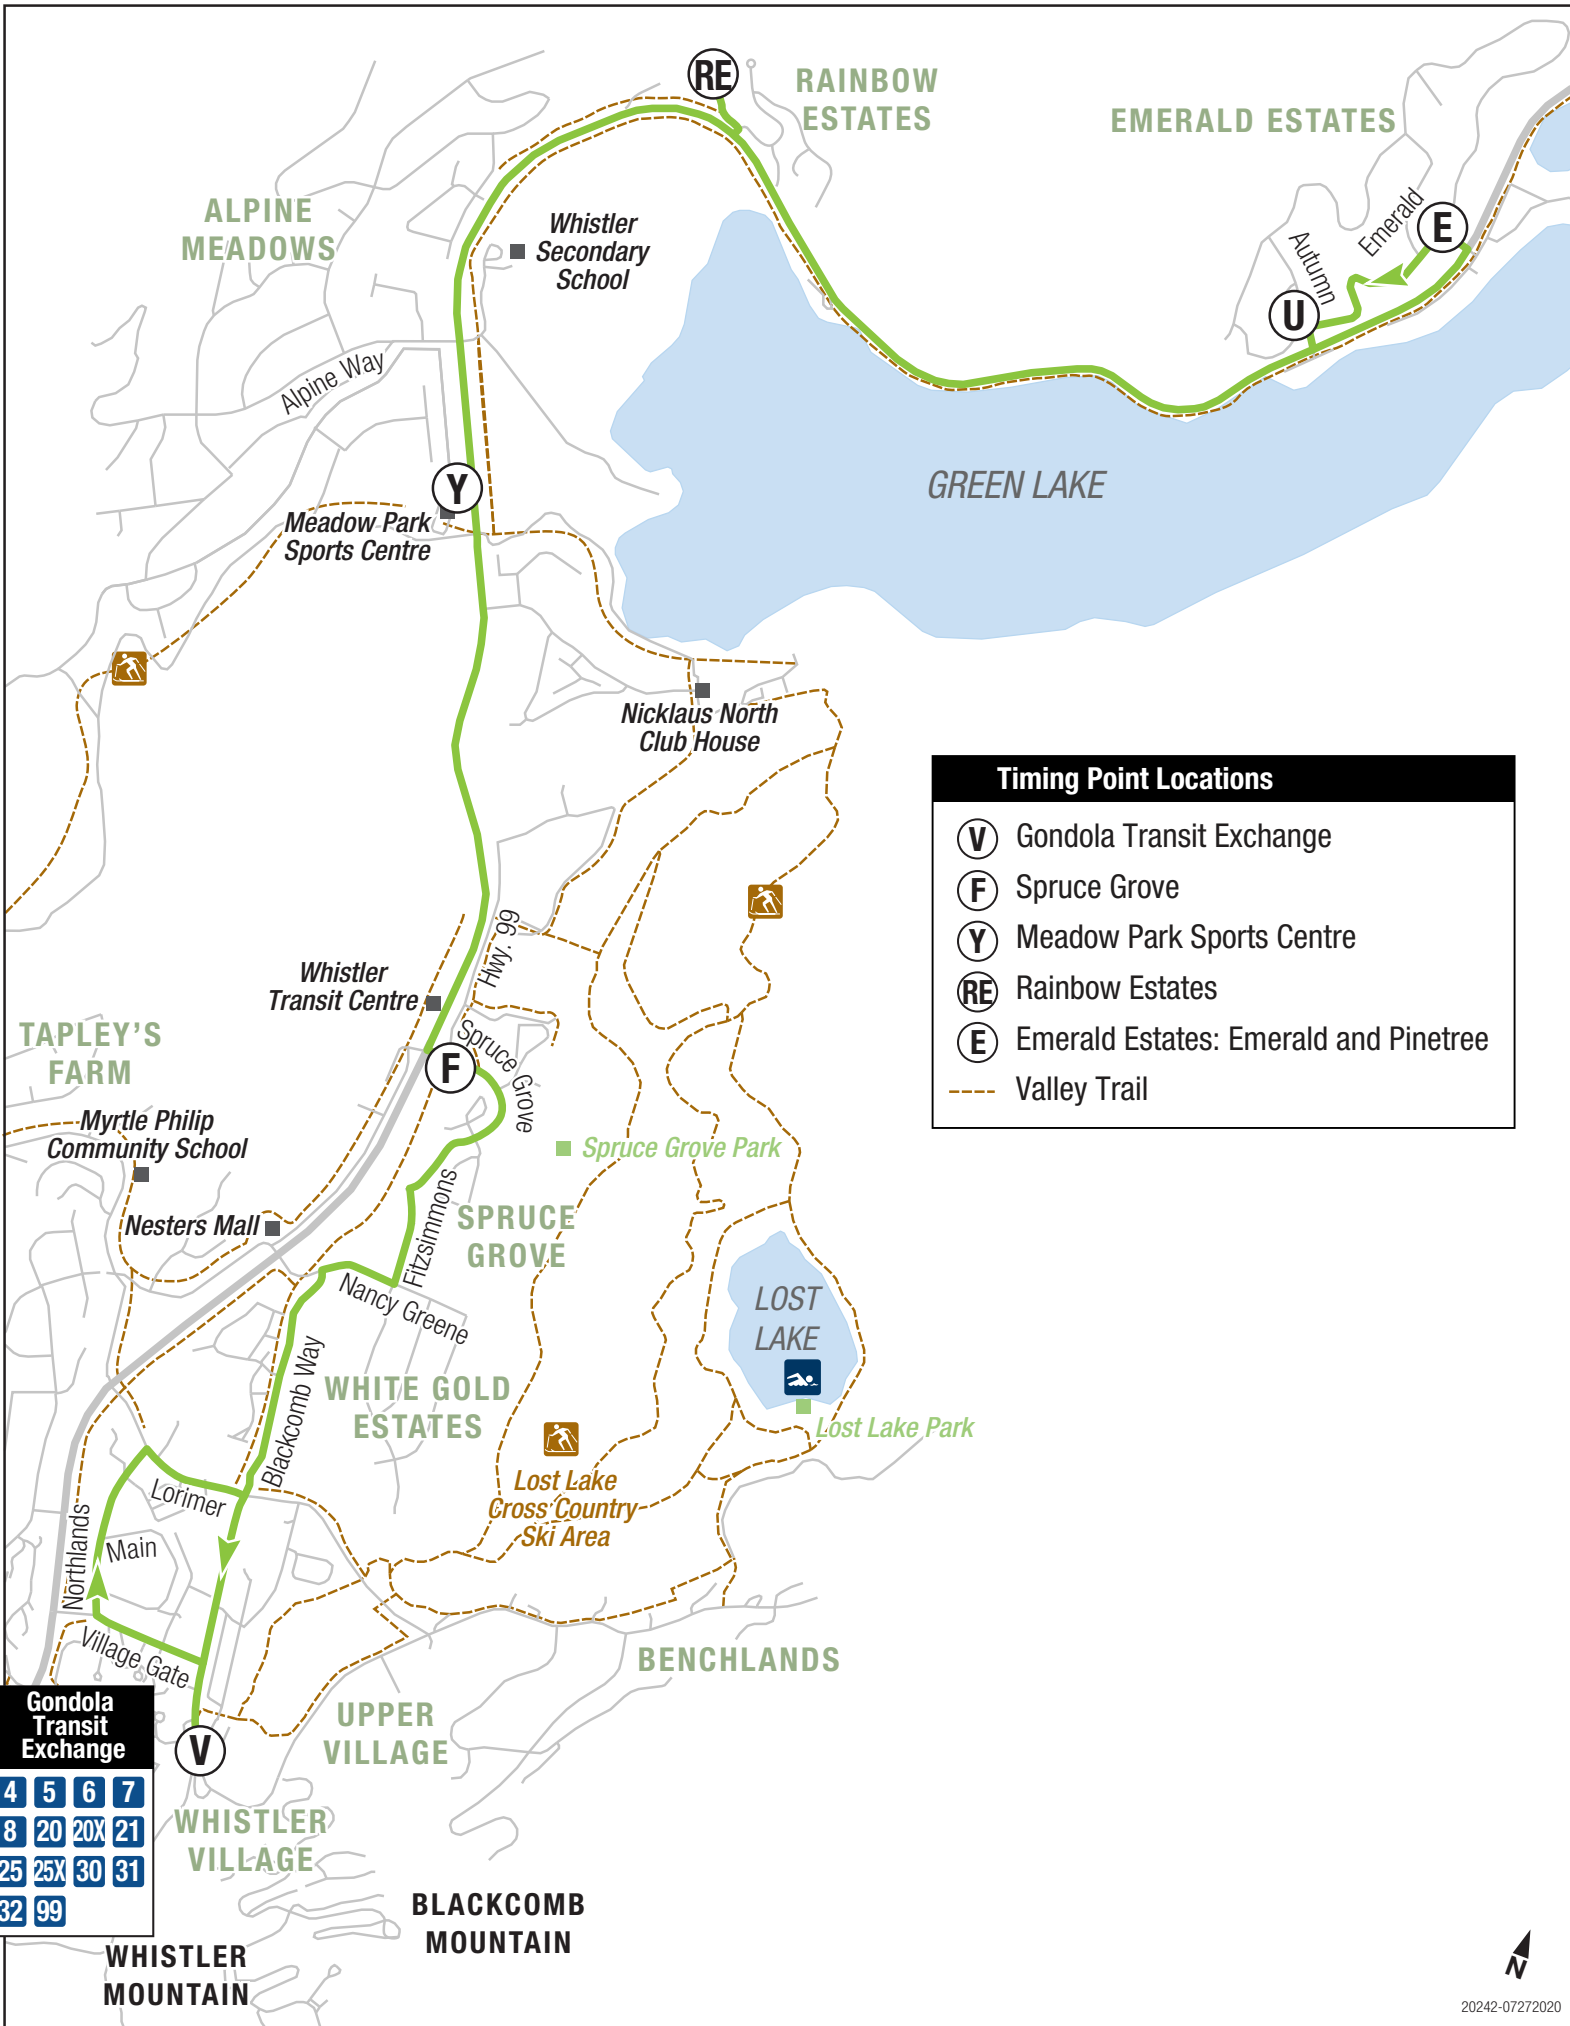 RE
RAINBOW
ESTATES
EMERALD ESTATES
ALPINE
MEADOWS
Whistler
Secondary
School
Emerald
E
Autumn
U
Alpine Way
GREEN LAKE
Y
Meadow Park
Sports Centre
Nicklaus North
Club House
Timing Point Locations
V Gondola Transit Exchange
F Spruce Grove
Y Meadow Park Sports Centre
RE Rainbow Estates
E Emerald Estates: Emerald and Pinetree
Valley Trail
Hwy. 99
Whistler
Transit Centre
Spruce Grove
F
TAPLEY'S
FARM
Myrtle Philip
Community School
Spruce Grove Park
Nesters Mall
Fitzsimmons
SPRUCE
GROVE
Nancy Greene
LOST
LAKE
Blackcomb Way
WHITE GOLD
ESTATES
Lost Lake Park
Lorimer
Lost Lake
Cross Country
Ski Area
Northlands
Main
Village Gate
BENCHLANDS
Gondola
Transit
Exchange
4 5 6 7
8 20 20X 21
25 25X 30 31
32 99
V
UPPER
VILLAGE
WHISTLER
VILLAGE
BLACKCOMB
MOUNTAIN
WHISTLER
MOUNTAIN
N
20242-07272020